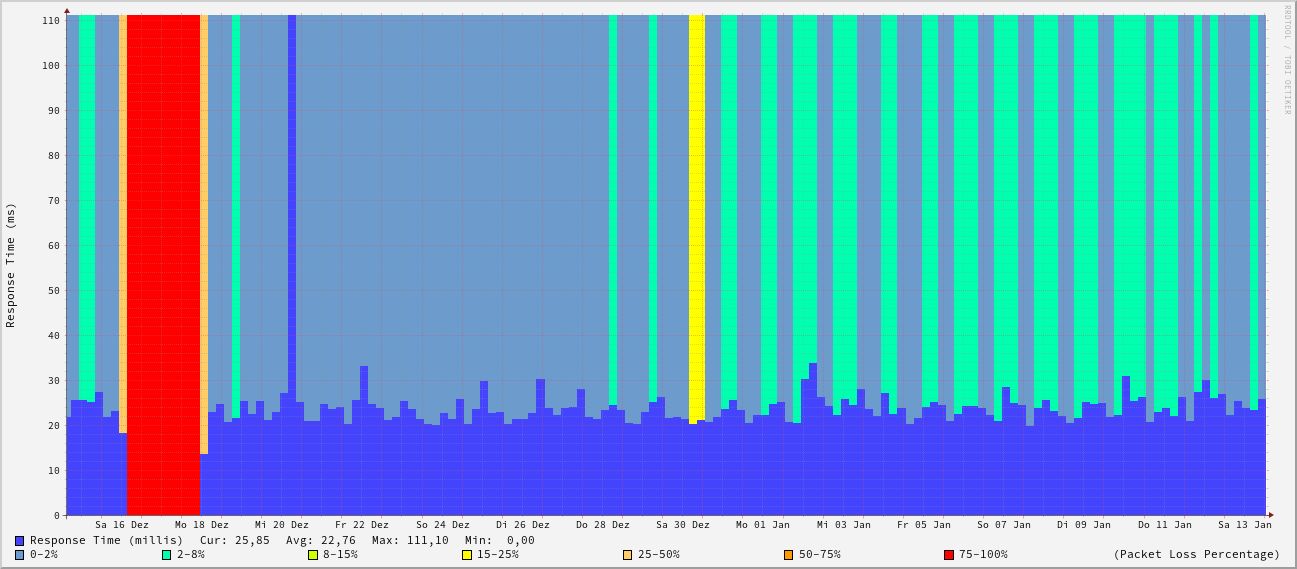 RRDTOOL / TOBI OETIKER
Response Time (ms)
110
100
90
80
70
60
50
40
30
20
10
0
Sa 16 Dez Mo 18 Dez Mi 20 Dez Fr 22 Dez So 24 Dez Di 26 Dez Do 28 Dez Sa 30 Dez Mo 01 Jan Mi 03 Jan Fr 05 Jan So 07 Jan Di 09 Jan Do 11 Jan Sa 13 Jan
Response Time (millis) Cur: 25,85 Avg: 22,76 Max: 111,10 Min: 0,00
0-2% 2-8% 8-15% 15-25% 25-50% 50-75% 75-100% (Packet Loss Percentage)